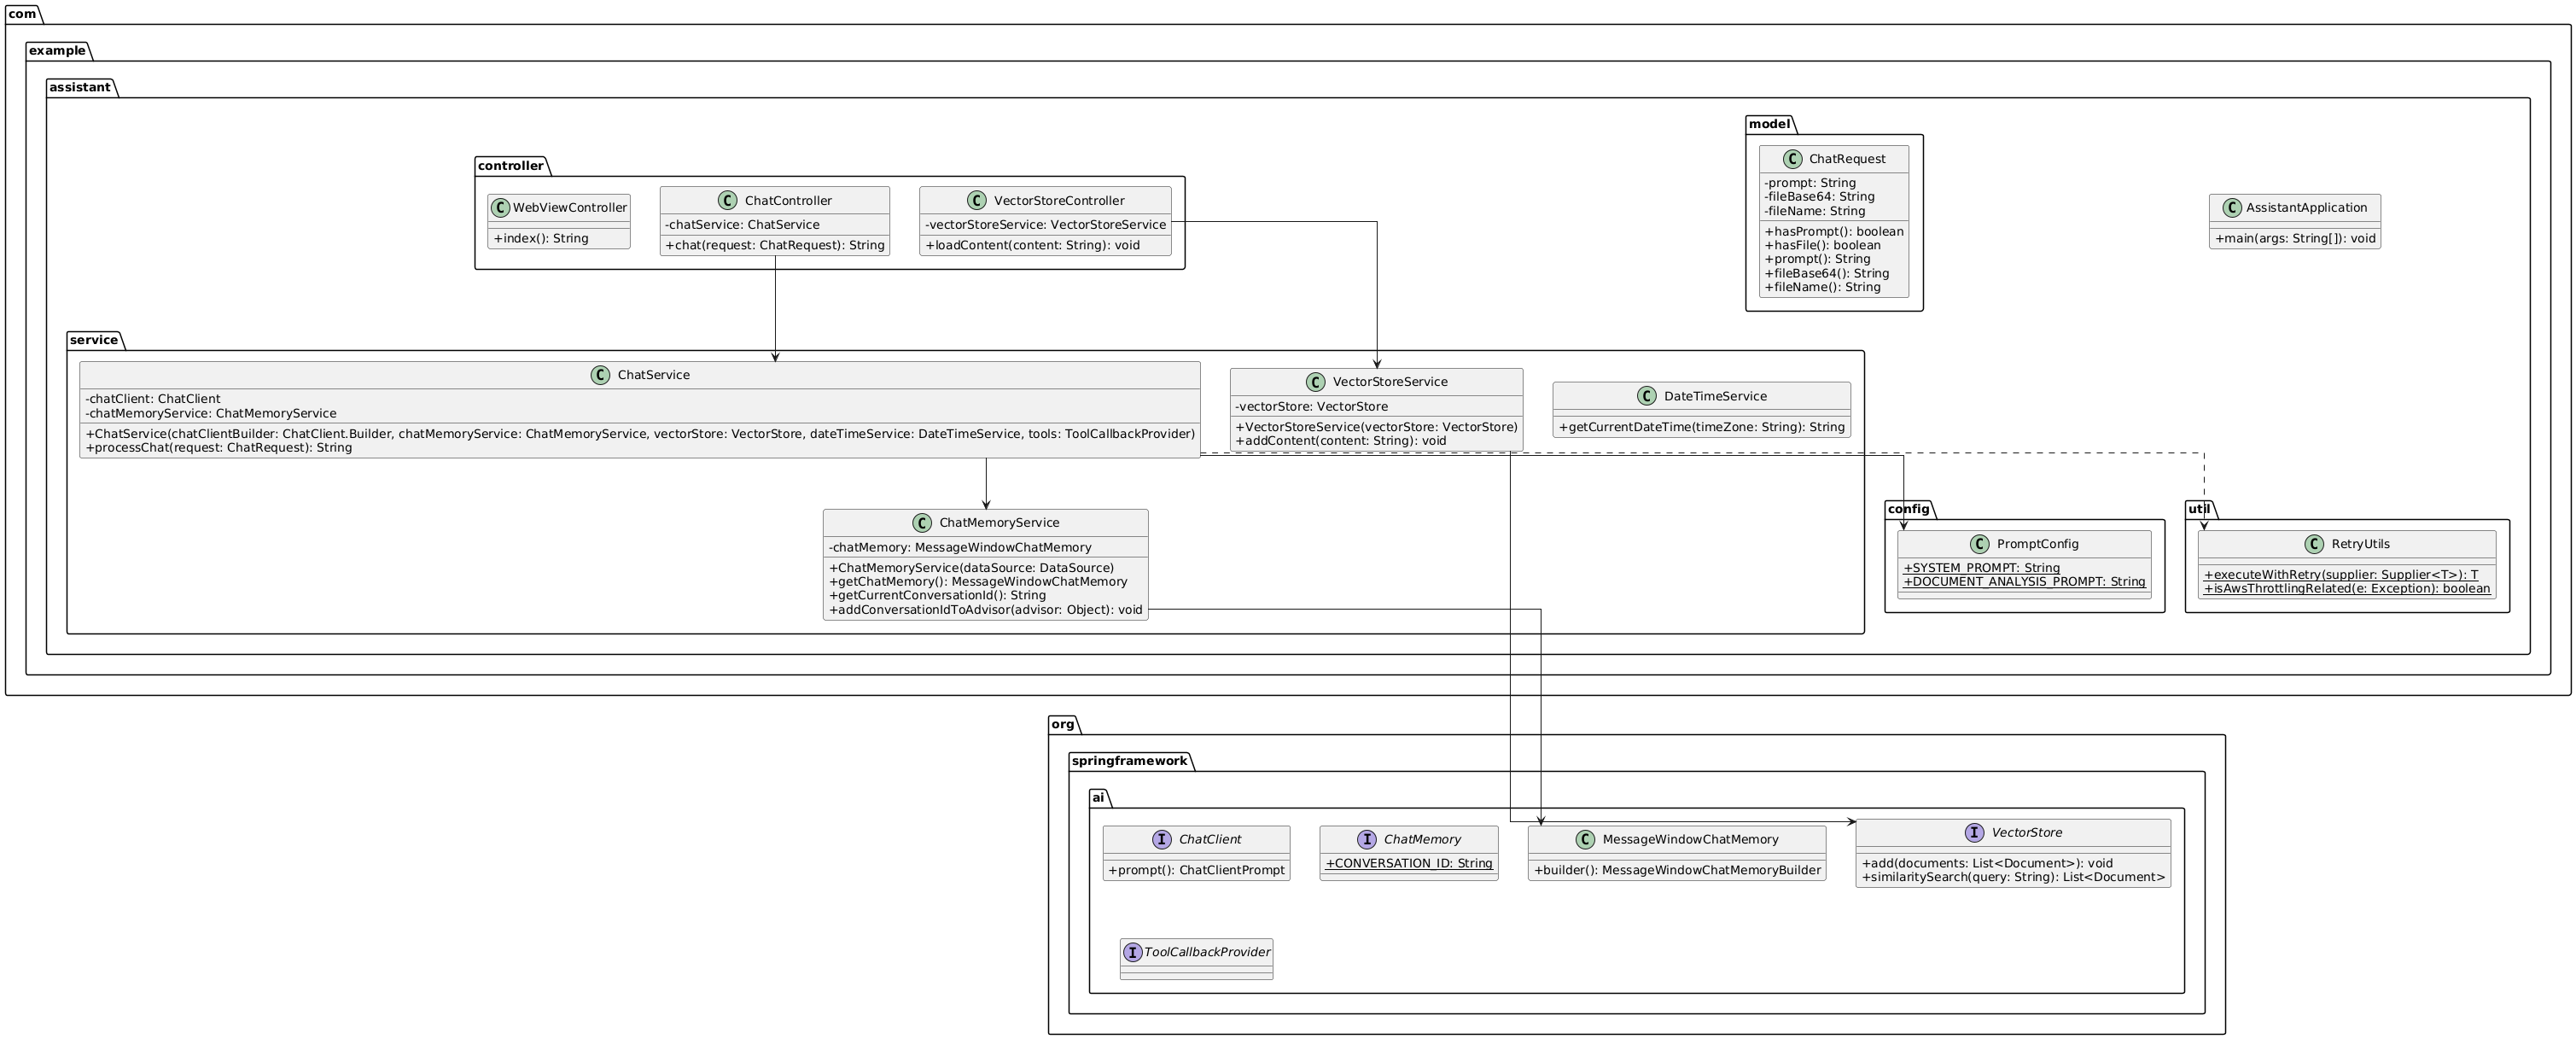 com
example
assistant
model
C ChatRequest
-prompt: String
-fileBase64: String
-fileName: String
+hasPrompt(): boolean
+hasFile(): boolean
+prompt(): String
+fileBase64(): String
+fileName(): String
controller
C WebViewController
+index(): String
C ChatController
-chatService: ChatService
+chat(request: ChatRequest): String
C VectorStoreController
-vectorStoreService: VectorStoreService
+loadContent(content: String): void
C AssistantApplication
+main(args: String[]): void
service
C ChatService
-chatClient: ChatClient
-chatMemoryService: ChatMemoryService
+ChatService(chatClientBuilder: ChatClient.Builder, chatMemoryService: ChatMemoryService, vectorStore: VectorStore, dateTimeService: DateTimeService, tools: ToolCallbackProvider)
+processChat(request: ChatRequest): String
C VectorStoreService
-vectorStore: VectorStore
+VectorStoreService(vectorStore: VectorStore)
+addContent(content: String): void
C DateTimeService
+getCurrentDateTime(timeZone: String): String
C ChatMemoryService
-chatMemory: MessageWindowChatMemory
+ChatMemoryService(dataSource: DataSource)
+getChatMemory(): MessageWindowChatMemory
+getCurrentConversationId(): String
+addConversationIdToAdvisor(advisor: Object): void
config
C PromptConfig
+SYSTEM_PROMPT: String
+DOCUMENT_ANALYSIS_PROMPT: String
util
C RetryUtils
+executeWithRetry(supplier: Supplier<T>): T
+isAwsThrottlingRelated(e: Exception): boolean
org
springframework
ai
I ChatClient
+prompt(): ChatClientPrompt
I ChatMemory
+CONVERSATION_ID: String
C MessageWindowChatMemory
+builder(): MessageWindowChatMemoryBuilder
I VectorStore
+add(documents: List<Document>): void
+similaritySearch(query: String): List<Document>
I ToolCallbackProvider